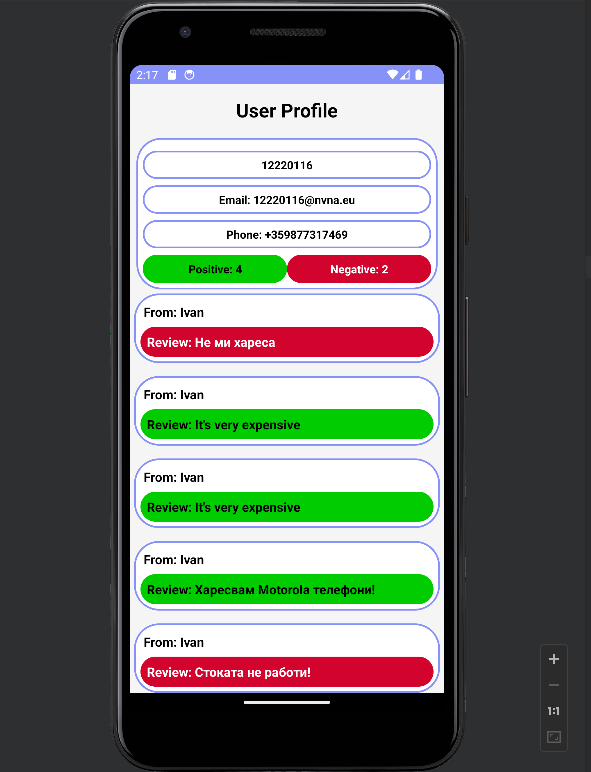 2:17
User Profile
12220116
Email: 12220116@nvna.eu
Phone: +359877317469
Positive: 4 Negative: 2
From: Ivan
Review: Не ми хареса
From: Ivan
Review: It's very expensive
From: Ivan
Review: It's very expensive
From: Ivan
Review: Харесвам Motorola телефони!
From: Ivan
Review: Стоката не работи!
1:1